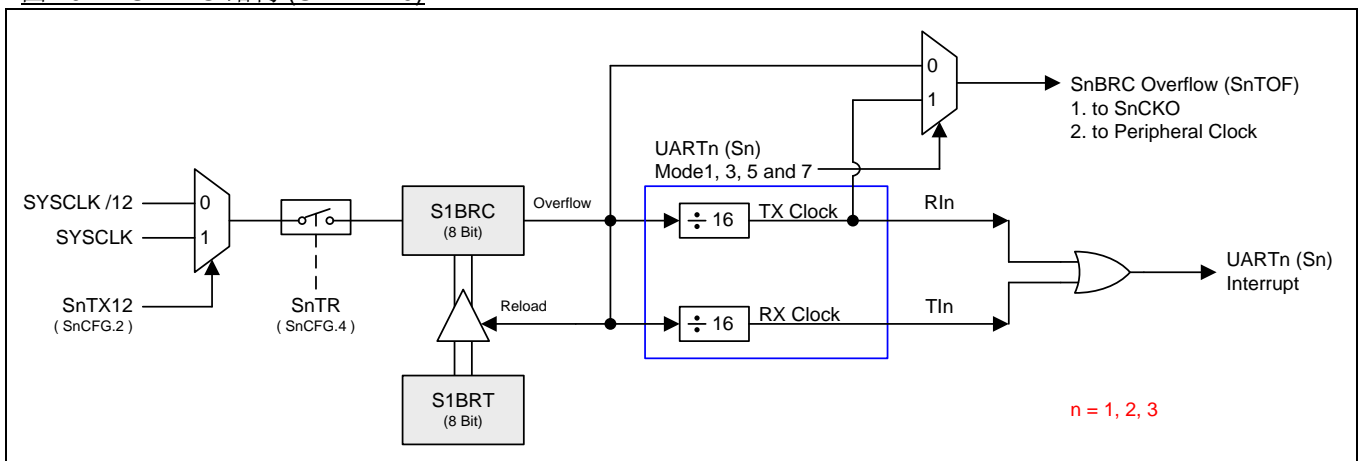 0
1
SnBRC Overflow (SnTOF)
1. to SnCKO
2. to Peripheral Clock
UARTn (Sn)
Mode1, 3, 5 and 7
SYSCLK /12
SYSCLK
0
1
SnTX12
( SnCFG.2 )
SnTR
( SnCFG.4 )
S1BRC
(8 Bit)
Overflow
Reload
S1BRT
(8 Bit)
÷ 16
TX Clock
RIn
÷ 16
RX Clock
TIn
UARTn (Sn)
Interrupt
n = 1, 2, 3